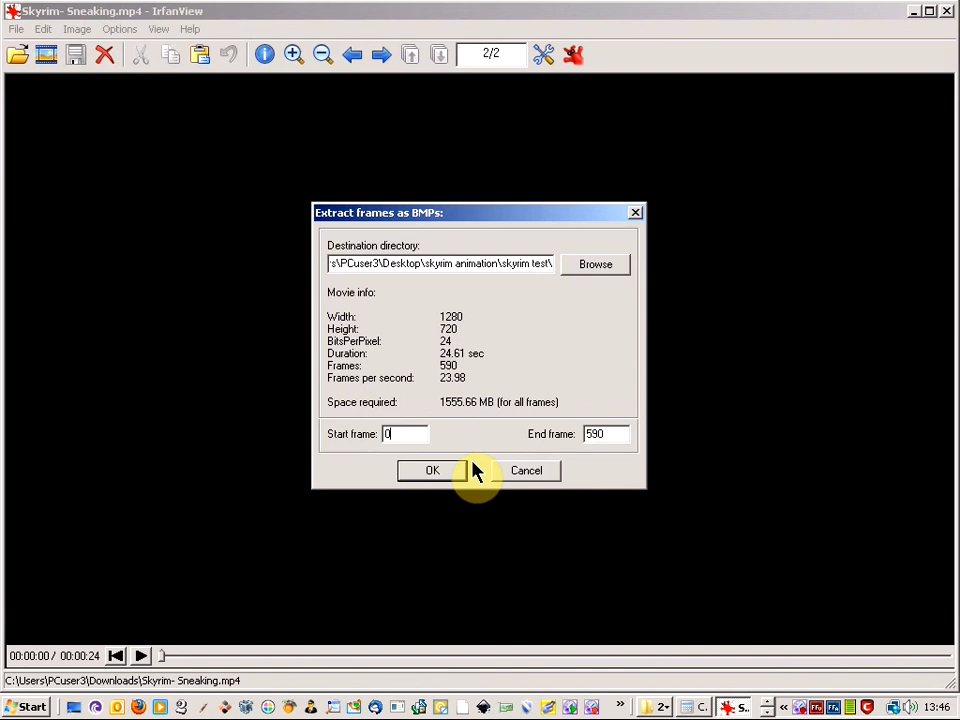 Skyrim- Sneaking.mp4 - IrfanView
File Edit Image Options View Help
2/2
Extract frames as BMPs:
Destination directory:
s\PCuser3\Desktop\skyrim animation\skyrim test\
Browse
Movie info:
Width: 1280
Height: 720
BitsPerPixel: 24
Duration: 24.61 sec
Frames: 590
Frames per second: 23.98
Space required: 1555.66 MB (for all frames)
Start frame: 0 End frame: 590
OK Cancel
00:00:00 / 00:00:24
C:\Users\PCuser3\Downloads\Skyrim- Sneaking.mp4
Start » 2 C. S. « 13:46